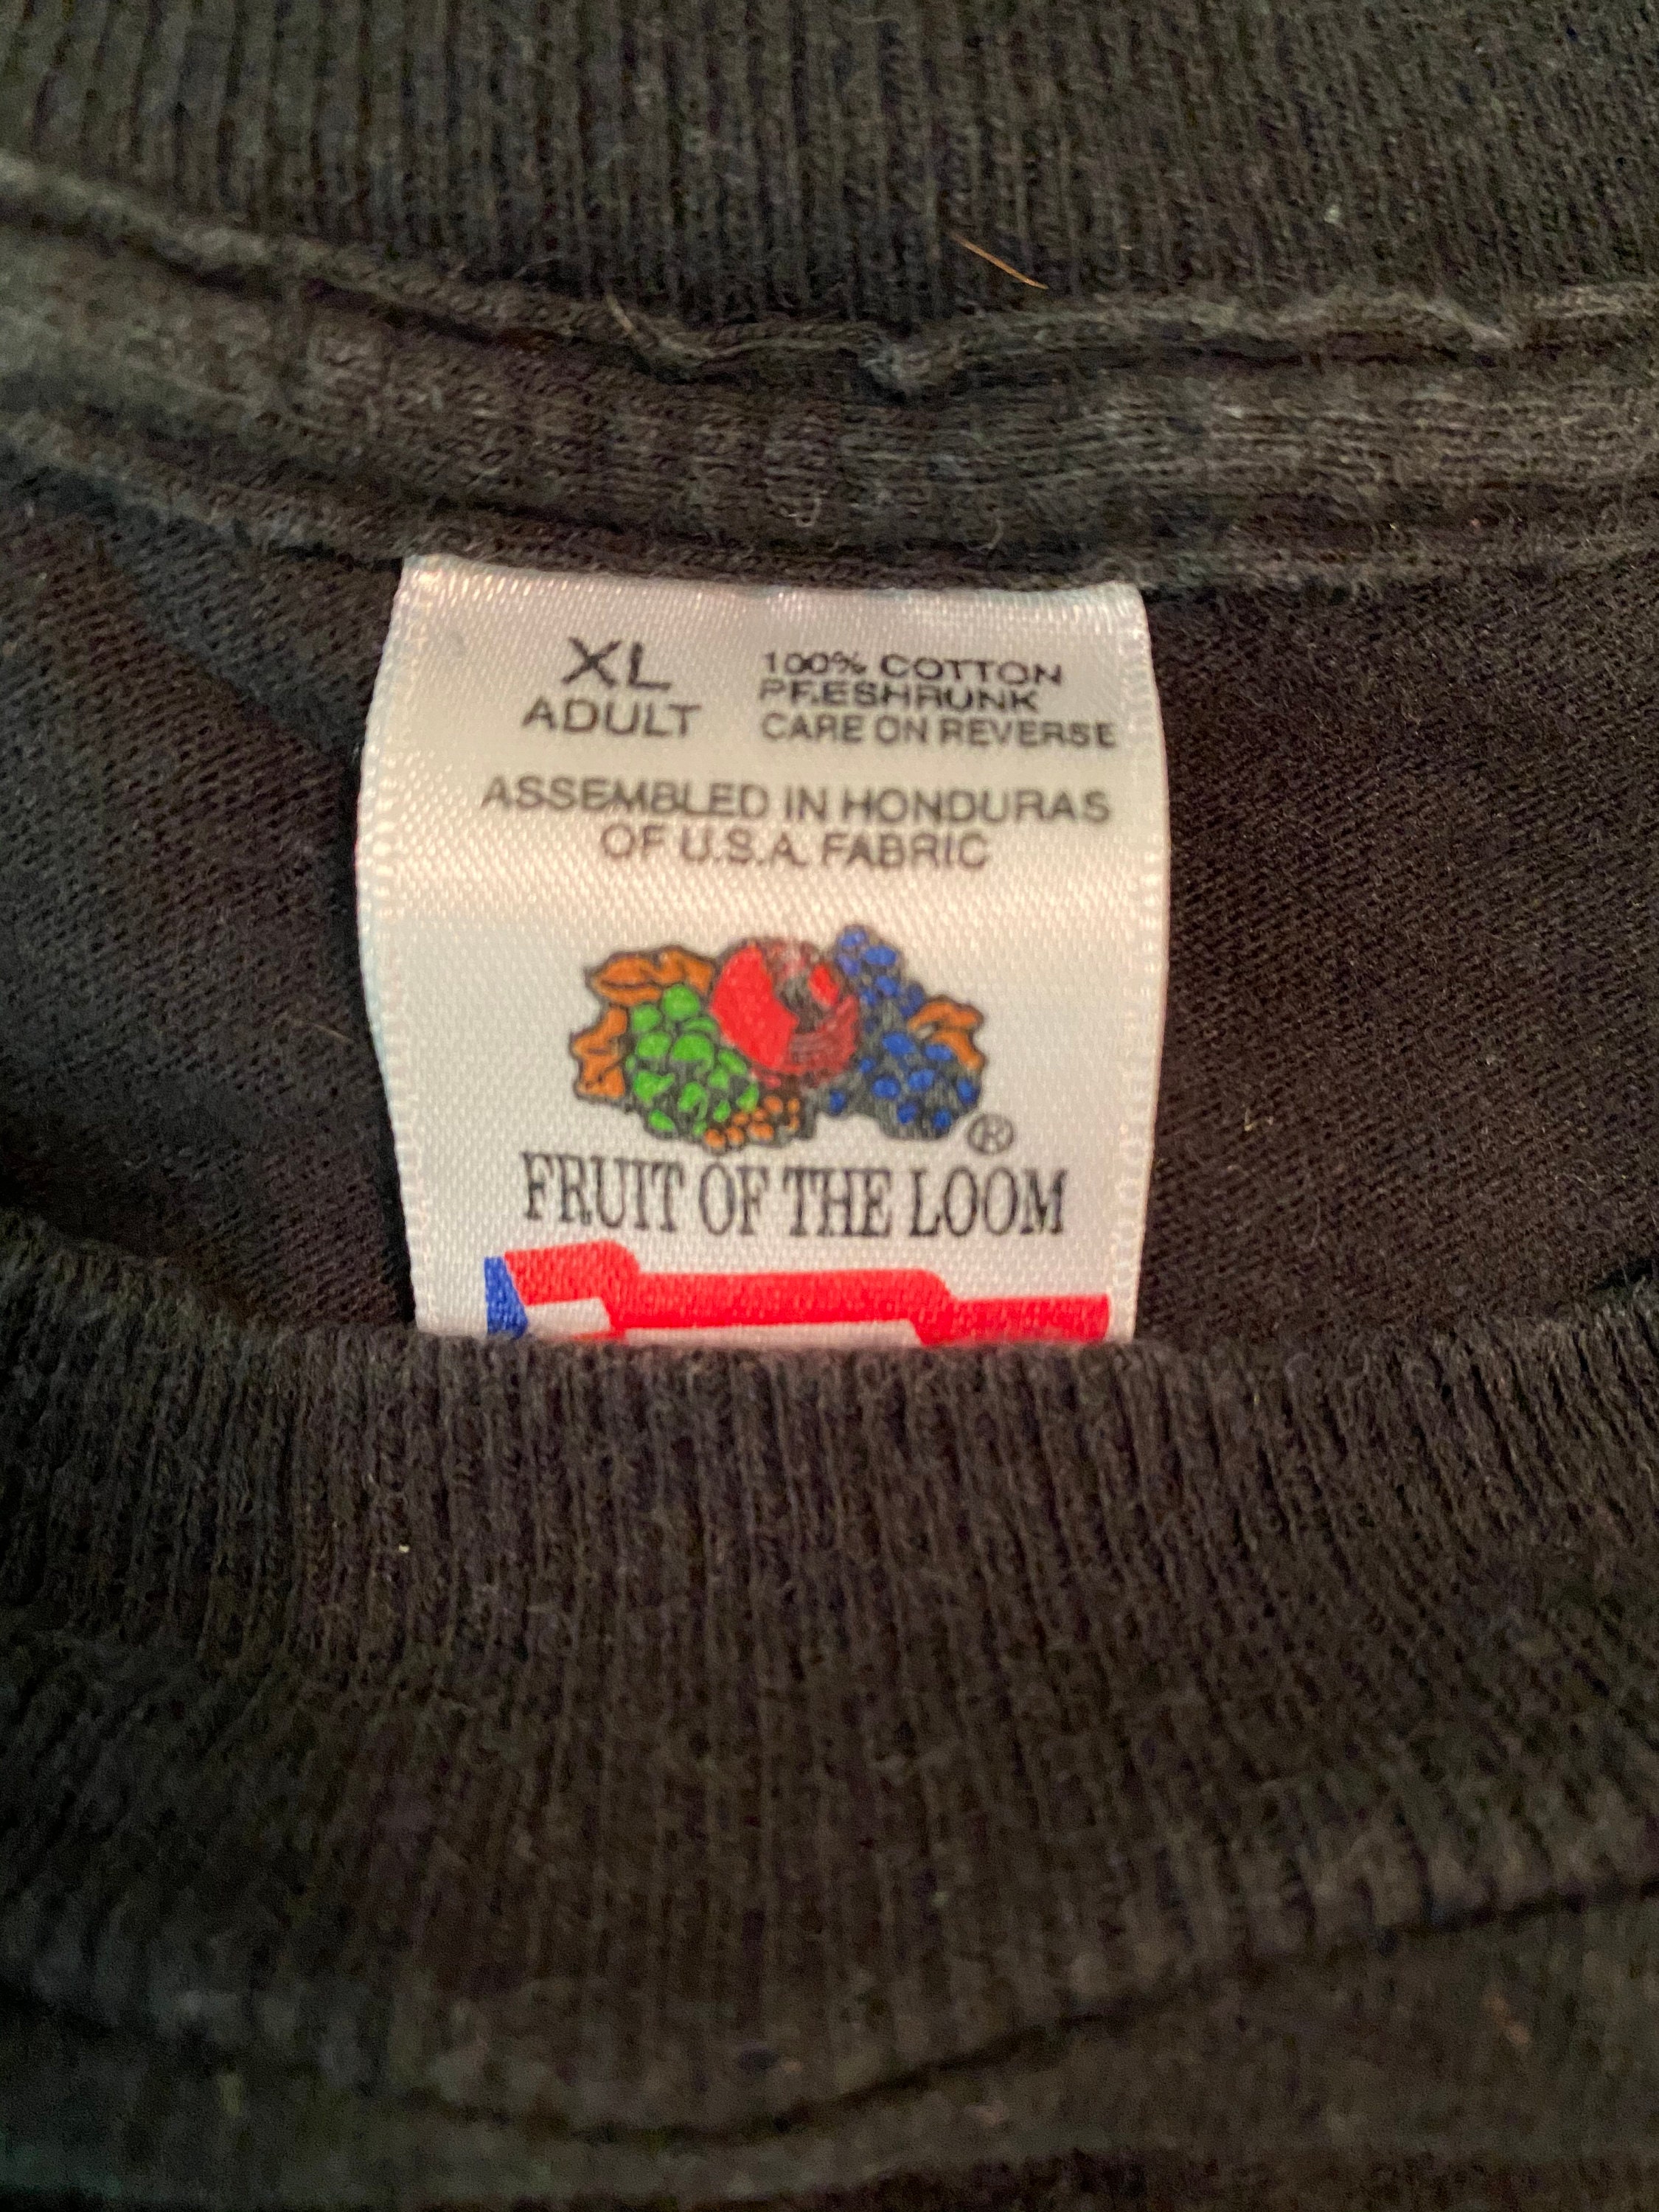 XL
ADULT
100% COTTON
PRESHRUNK
CARE ON REVERSE
ASSEMBLED IN HONDURAS
OF U.S.A. FABRIC
®
FRUIT OF THE LOOM